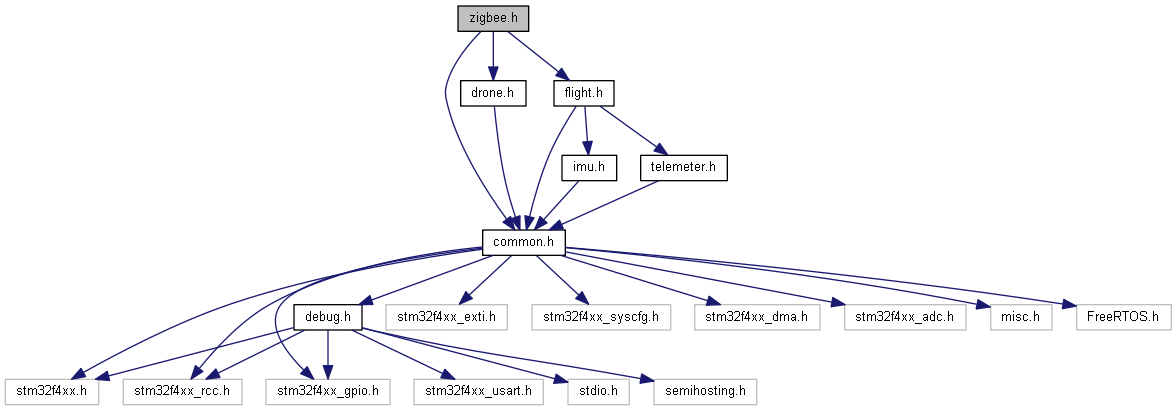 zigbee.h
drone.h
flight.h
imu.h
telemeter.h
common.h
debug.h
stm32f4xx_exti.h
stm32f4xx_syscfg.h
stm32f4xx_dma.h
stm32f4xx_adc.h
misc.h
FreeRTOS.h
stm32f4xx.h
stm32f4xx_rcc.h
stm32f4xx_gpio.h
stm32f4xx_usart.h
stdio.h
semihosting.h